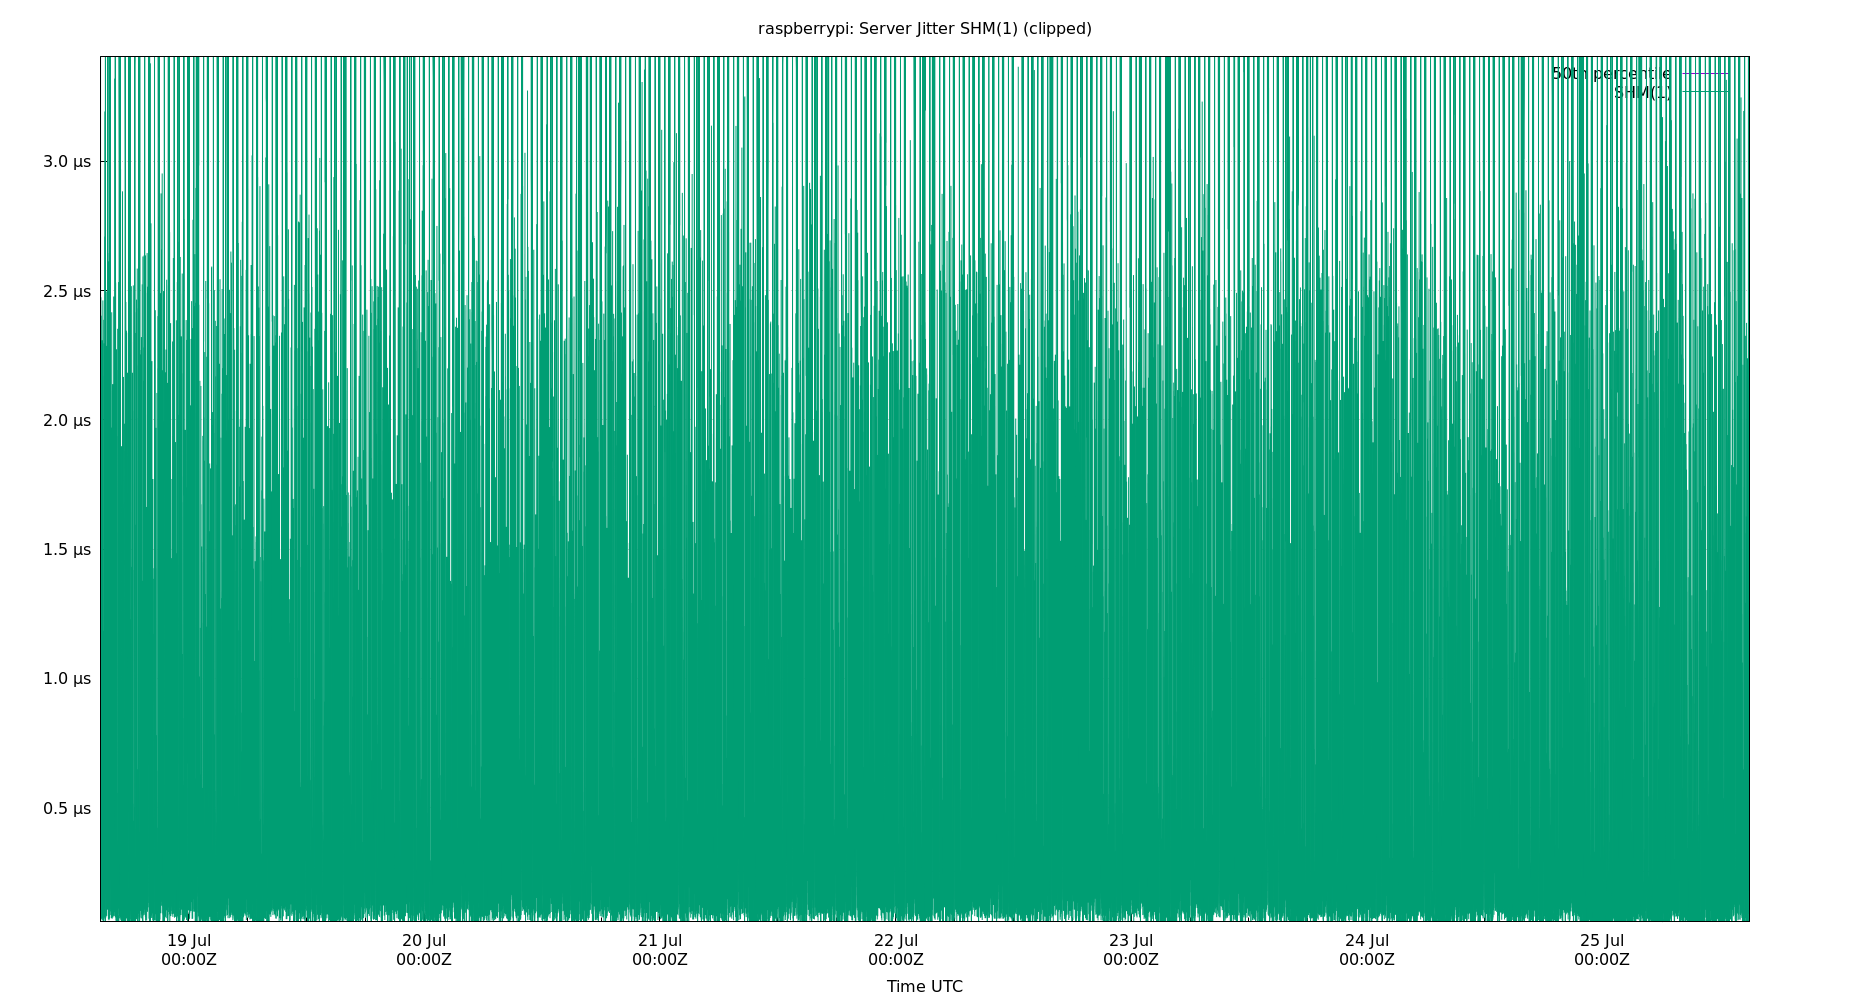 raspberrypi: Server Jitter SHM(1) (clipped)
50th percentile
SHM(1)
3.0 µs
2.5 µs
2.0 µs
1.5 µs
1.0 µs
0.5 µs
19 Jul 20 Jul 21 Jul 22 Jul 23 Jul 24 Jul 25 Jul
00:00Z 00:00Z 00:00Z 00:00Z 00:00Z 00:00Z 00:00Z
Time UTC